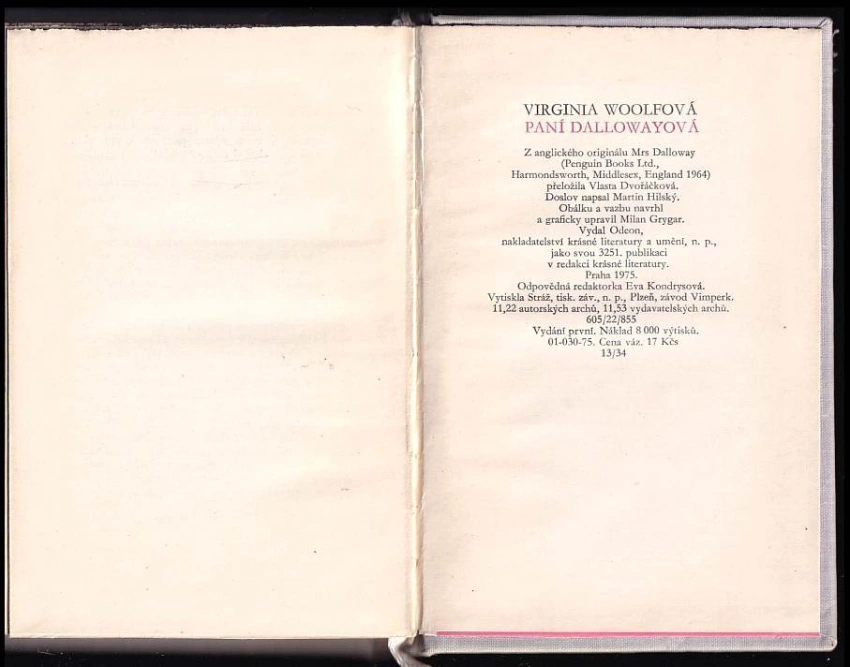 VIRGINIA WOOLFOVÁ
PANÍ DALLOWAYOVÁ
Z anglického originálu Mrs Dalloway
(Penguin Books Ltd.,
Harmondsworth, Middlesex, England 1964)
přeložila Vlasta Dvořáčková.
Doslov napsal Martin Hilský.
Obálku a vazbu navrhl
a graficky upravil Milan Grygar.
Vydal Odeon,
nakladatelství krásné literatury a umění, n. p.,
jako svou 3251. publikaci
v redakci krásné literatury.
Praha 1975.
Odpovědná redaktorka Eva Kondrysová.
Vytiskla Stráž, tisk. záv., n. p., Plzeň, závod Vimperk.
11,22 autorských archů, 11,53 vydavatelských archů.
605/22/855
Vydání první. Náklad 8 000 výtisků.
01-030-75. Cena váz. 17 Kčs
13/34